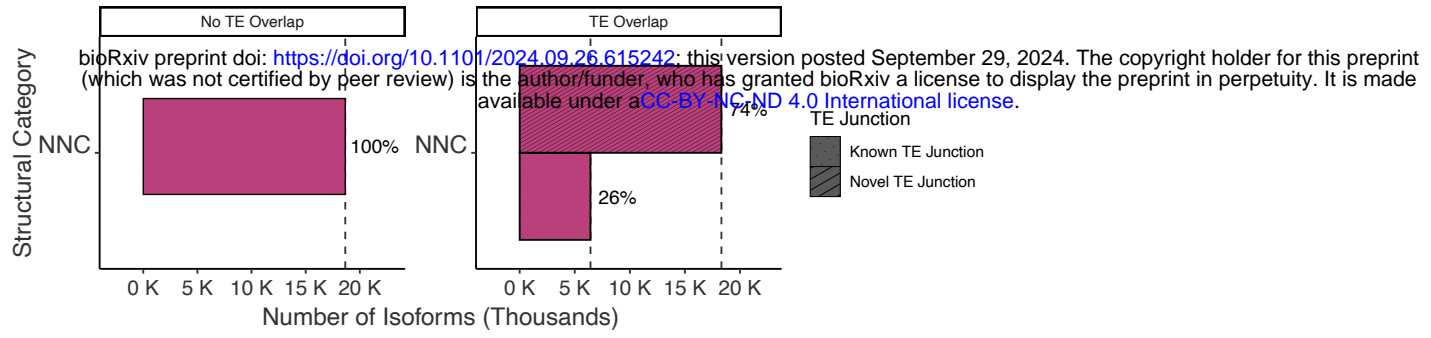 No TE Overlap
TE Overlap
bioRxiv preprint doi: https://doi.org/10.1101/2024.09.26.615242; this version posted September 29, 2024. The copyright holder for this preprint
(which was not certified by peer review) is the author/funder, who has granted bioRxiv a license to display the preprint in perpetuity. It is made
available under aCC-BY-NC-ND 4.0 International license.
Structural Category
NNC
100%
NNC
74%
26%
TE Junction
Known TE Junction
Novel TE Junction
0 K 5 K 10 K 15 K 20 K
0 K 5 K 10 K 15 K 20 K
Number of Isoforms (Thousands)